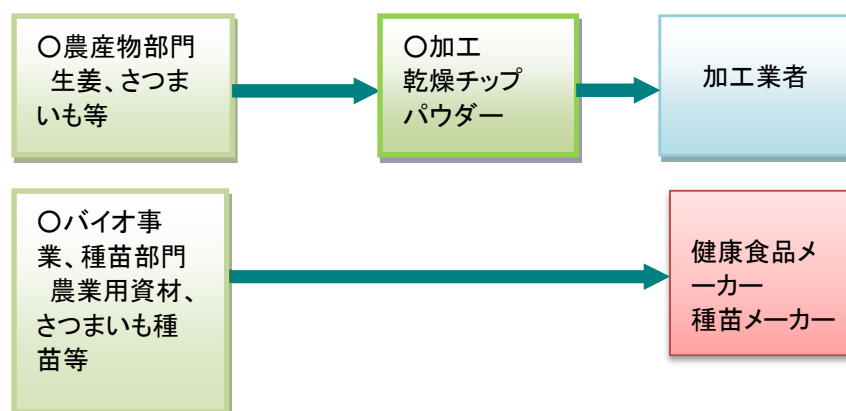 〇農産物部門
生姜、さつま
いも等
〇加工
乾燥チップ
パウダー
加工業者
〇バイオ事
業、種苗部門
農業用資材、
さつまいも種
苗等
健康食品メ
ーカー
種苗メーカー